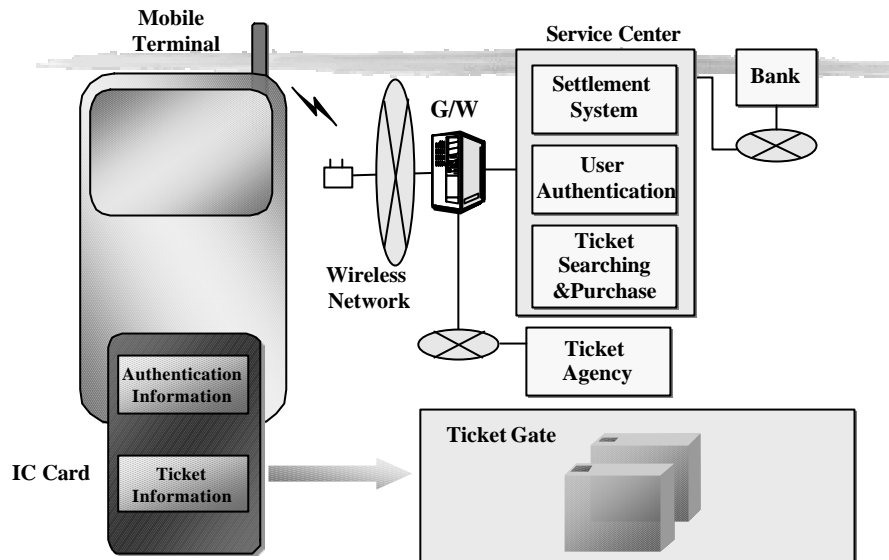 Mobile
Terminal
Service Center
Bank
Settlement
System
G/W
User
Authentication
Ticket
Searching
&Purchase
Wireless
Network
Ticket
Agency
Authentication
Information
Ticket Gate
IC Card
Ticket
Information